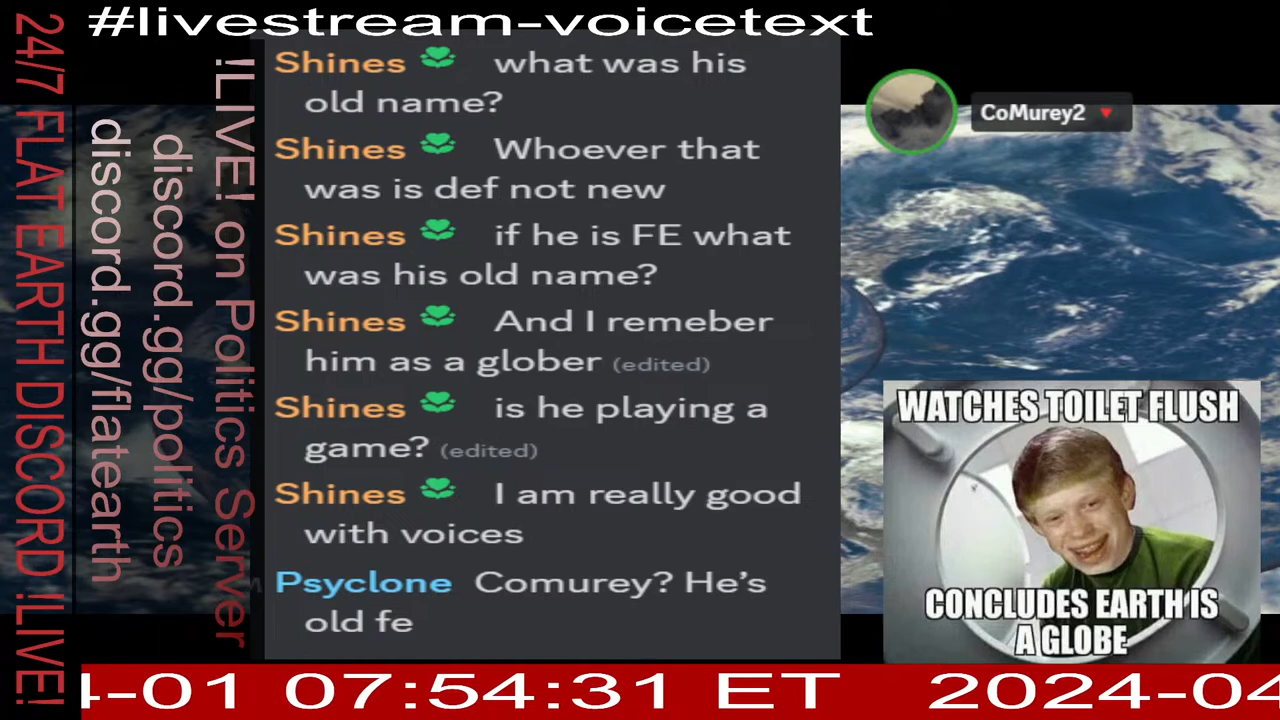 #livestream-voicetext
24/7 FLAT EARTH DISCORD !LIVE!
discord.gg/flatearth
discord.gg/politics
!LIVE! on Politics Server
Shines what was his
old name?
Shines Whoever that
was is def not new
Shines if he is FE what
was his old name?
Shines And I remeber
him as a glober (edited)
Shines is he playing a
game? (edited)
Shines I am really good
with voices
Psyclone Comurey? He's
old fe
CoMurey2
WATCHES TOILET FLUSH
CONCLUDES EARTH IS
A GLOBE
4-01 07:54:31 ET 2024-04